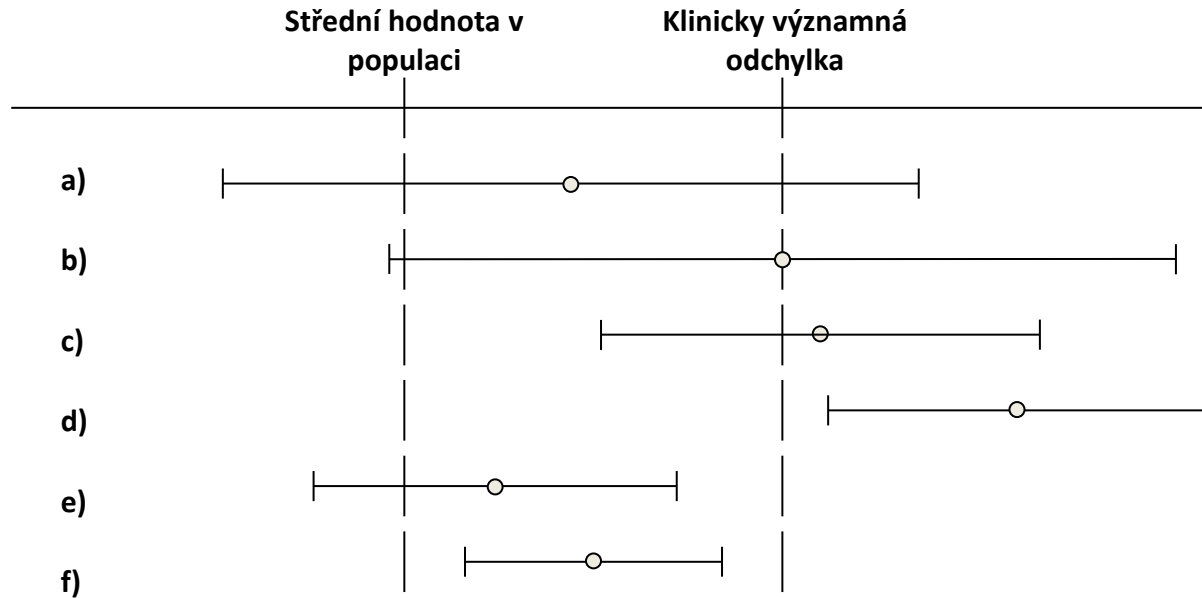 Střední hodnota v
populaci
Klinicky významná
odchylka
a)
b)
c)
d)
e)
f)